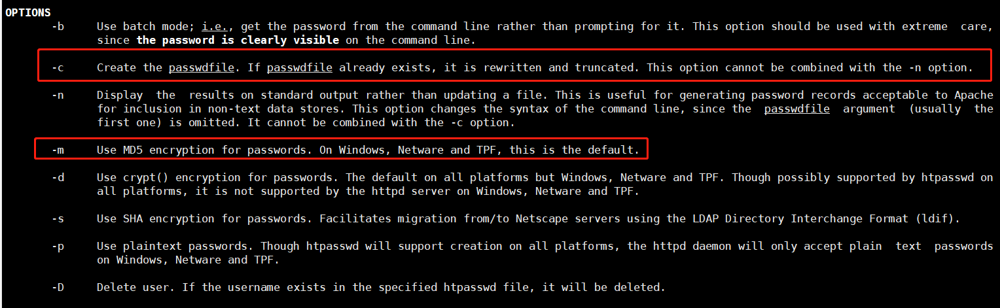 OPTIONS
-b Use batch mode; i.e., get the password from the command line rather than prompting for it. This option should be used with extreme care,
since the password is clearly visible on the command line.
-c Create the passwdfile. If passwdfile already exists, it is rewritten and truncated. This option cannot be combined with the -n option.
-n Display the results on standard output rather than updating a file. This is useful for generating password records acceptable to Apache
for inclusion in non-text data stores. This option changes the syntax of the command line, since the passwdfile argument (usually the
first one) is omitted. It cannot be combined with the -c option.
-m Use MD5 encryption for passwords. On Windows, Netware and TPF, this is the default.
-d Use crypt() encryption for passwords. The default on all platforms but Windows, Netware and TPF. Though possibly supported by htpasswd on
all platforms, it is not supported by the httpd server on Windows, Netware and TPF.
-s Use SHA encryption for passwords. Facilitates migration from/to Netscape servers using the LDAP Directory Interchange Format (ldif).
-p Use plaintext passwords. Though htpasswd will support creation on all platforms, the httpd daemon will only accept plain text passwords
on Windows, Netware and TPF.
-D Delete user. If the username exists in the specified htpasswd file, it will be deleted.